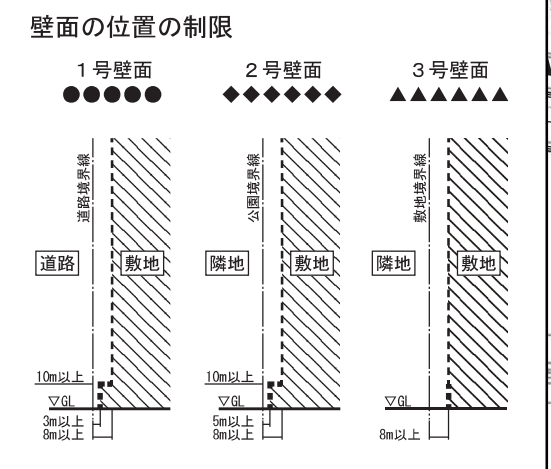 壁面の位置の制限
1号壁面 2号壁面 3号壁面
●●●●● ◆◆◆◆◆◆ ▲▲▲▲▲▲
道路境界線 公園境界線 敷地境界線
道路 敷地 隣地 敷地 隣地 敷地
10m以上 10m以上
▽GL ▽GL ▽GL
3m以上 5m以上
8m以上 8m以上 8m以上